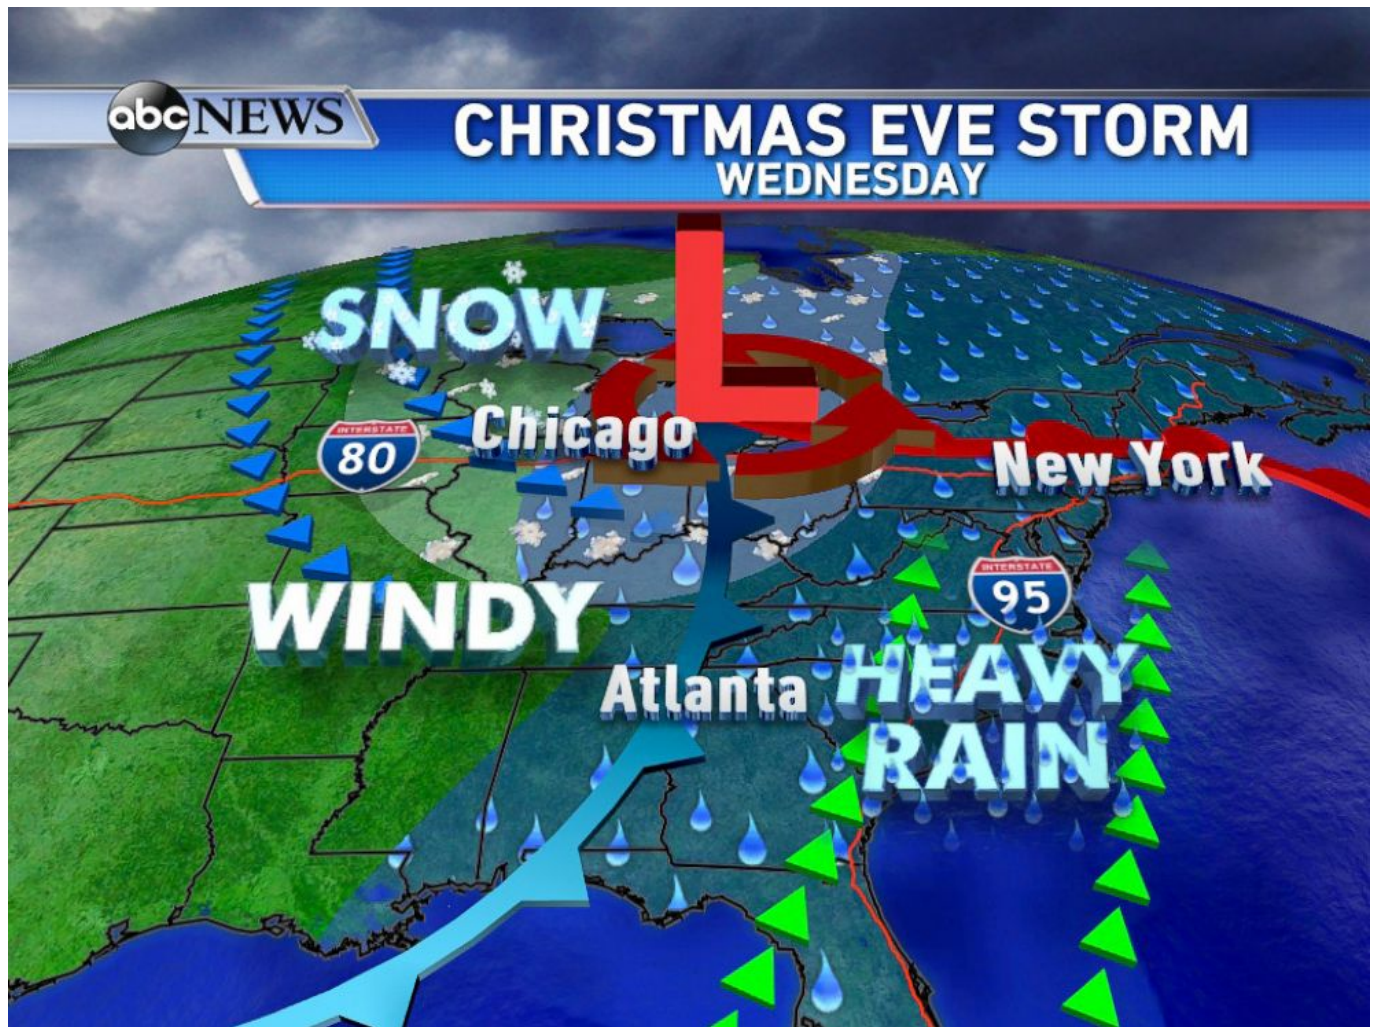 abc NEWS
CHRISTMAS EVE STORM
WEDNESDAY
L
SNOW
INTERSTATE
80
Chicago
New York
WINDY
INTERSTATE
95
Atlanta
HEAVY
RAIN